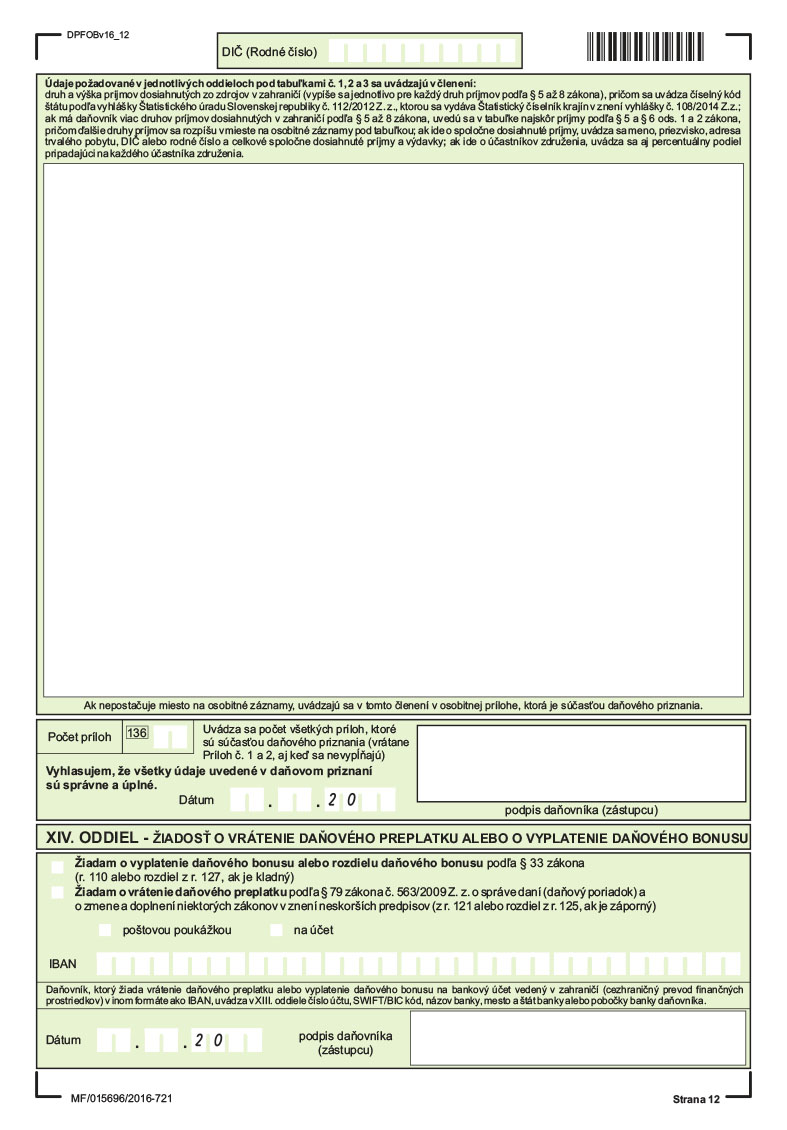 DPFOBv16_12
DIČ (Rodné číslo)
Údaje požadované v jednotlivých oddieloch pod tabuľkami č. 1, 2 a 3 sa uvádzajú v členení:
druh a výška príjmov dosiahnutých zo zdrojov v zahraničí (vypíše sa jednotlivo pre každý druh príjmov podľa § 5 až 8 zákona), pričom sa uvádza číselný kód
štátu podľa vyhlášky Štatistického úradu Slovenskej republiky č. 112/2012 Z. z., ktorou sa vydáva Štatistický číselník krajín v znení vyhlášky č. 108/2014 Z.z.;
ak má daňovník viac druhov príjmov dosiahnutých v zahraničí podľa § 5 až 8 zákona, uvedú sa v tabuľke najskôr príjmy podľa § 5 a § 6 ods. 1 a 2 zákona,
pričom ďalšie druhy príjmov sa rozpíšu v mieste na osobitné záznamy pod tabuľkou; ak ide o spoločne dosiahnuté príjmy, uvádza sa meno, priezvisko, adresa
trvalého pobytu, DIČ alebo rodné číslo a celkové spoločne dosiahnuté príjmy a výdavky; ak ide o účastníkov združenia, uvádza sa aj percentuálny podiel
pripadajúci na každého účastníka združenia.
Ak nepostačuje miesto na osobitné záznamy, uvádzajú sa v tomto členení v osobitnej prílohe, ktorá je súčasťou daňového priznania.
Počet príloh
136
Uvádza sa počet všetkých príloh, ktoré
sú súčasťou daňového priznania (vrátane
Príloh č. 1 a 2, aj keď sa nevypĺňajú)
Vyhlasujem, že všetky údaje uvedené v daňovom priznaní
sú správne a úplné.
Dátum . . 2 0
podpis daňovníka (zástupcu)
XIV. ODDIEL - ŽIADOSŤ O VRÁTENIE DAŇOVÉHO PREPLATKU ALEBO O VYPLATENIE DAŇOVÉHO BONUSU
Žiadam o vyplatenie daňového bonusu alebo rozdielu daňového bonusu podľa § 33 zákona
(r. 110 alebo rozdiel z r. 127, ak je kladný)
Žiadam o vrátenie daňového preplatku podľa § 79 zákona č. 563/2009 Z. z. o správe daní (daňový poriadok) a
o zmene a doplnení niektorých zákonov v znení neskorších predpisov (z r. 121 alebo rozdiel z r. 125, ak je záporný)
poštovou poukážkou
na účet
IBAN
Daňovník, ktorý žiada vrátenie daňového preplatku alebo vyplatenie daňového bonusu na bankový účet vedený v zahraničí (cezhraničný prevod finančných
prostriedkov) v inom formáte ako IBAN, uvádza v XIII. oddiele číslo účtu, SWIFT/BIC kód, názov banky, mesto a štát banky alebo pobočky banky daňovníka.
Dátum . . 2 0
podpis daňovníka
(zástupcu)
MF/015696/2016-721
Strana 12